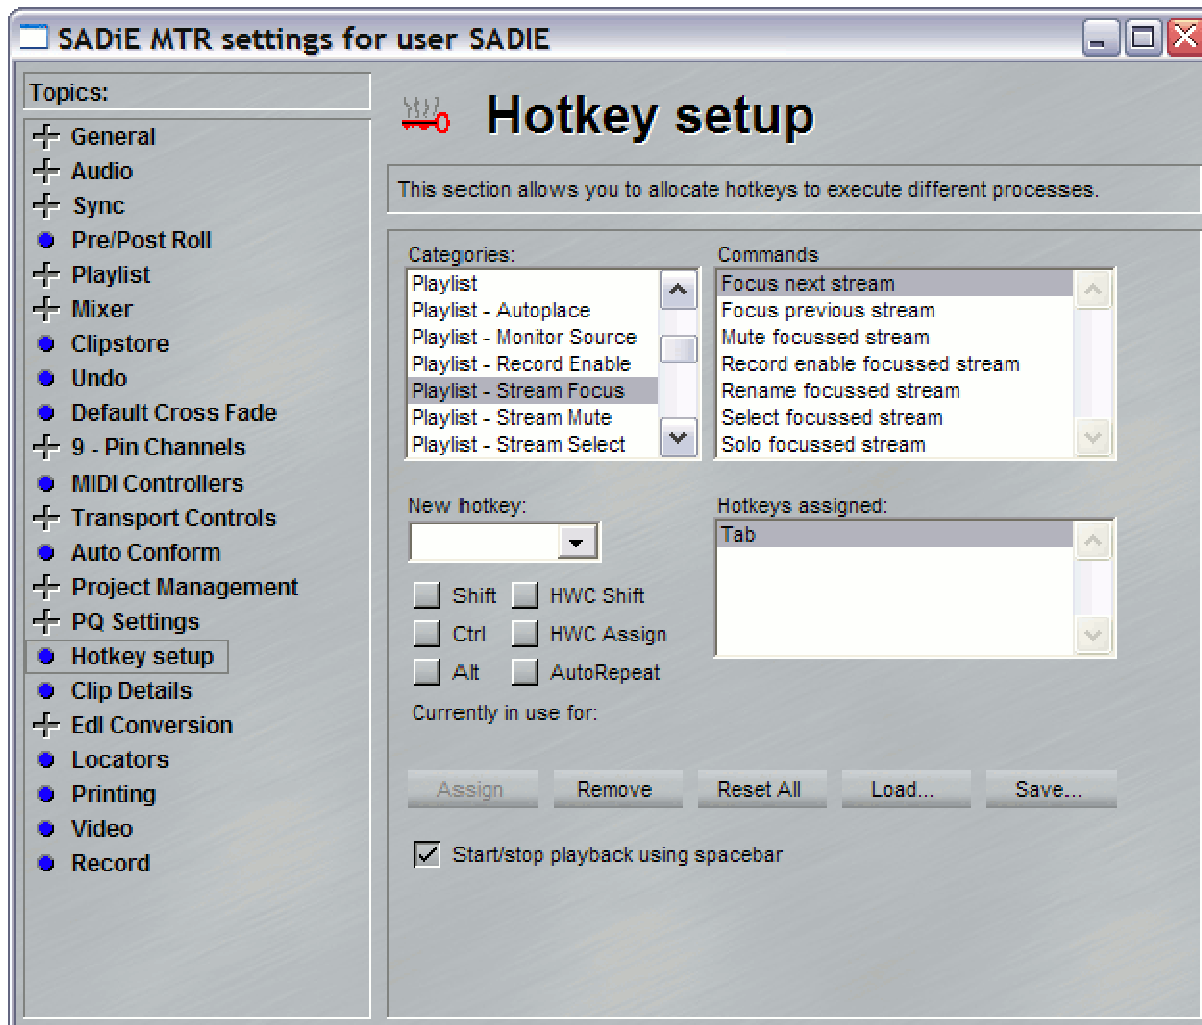 SADiE MTR settings for user SADIE
Topics:
General
Audio
Sync
Pre/Post Roll
Playlist
Mixer
Clipstore
Undo
Default Cross Fade
9 - Pin Channels
MIDI Controllers
Transport Controls
Auto Conform
Project Management
PQ Settings
Hotkey setup
Clip Details
Edl Conversion
Locators
Printing
Video
Record
Hotkey setup
This section allows you to allocate hotkeys to execute different processes.
Categories:
Playlist
Playlist - Autoplace
Playlist - Monitor Source
Playlist - Record Enable
Playlist - Stream Focus
Playlist - Stream Mute
Playlist - Stream Select
Commands
Focus next stream
Focus previous stream
Mute focussed stream
Record enable focussed stream
Rename focussed stream
Select focussed stream
Solo focussed stream
New hotkey:
Hotkeys assigned:
Tab
Shift HWC Shift
Ctrl HWC Assign
Alt AutoRepeat
Currently in use for:
Assign Remove Reset All Load... Save...
Start/stop playback using spacebar